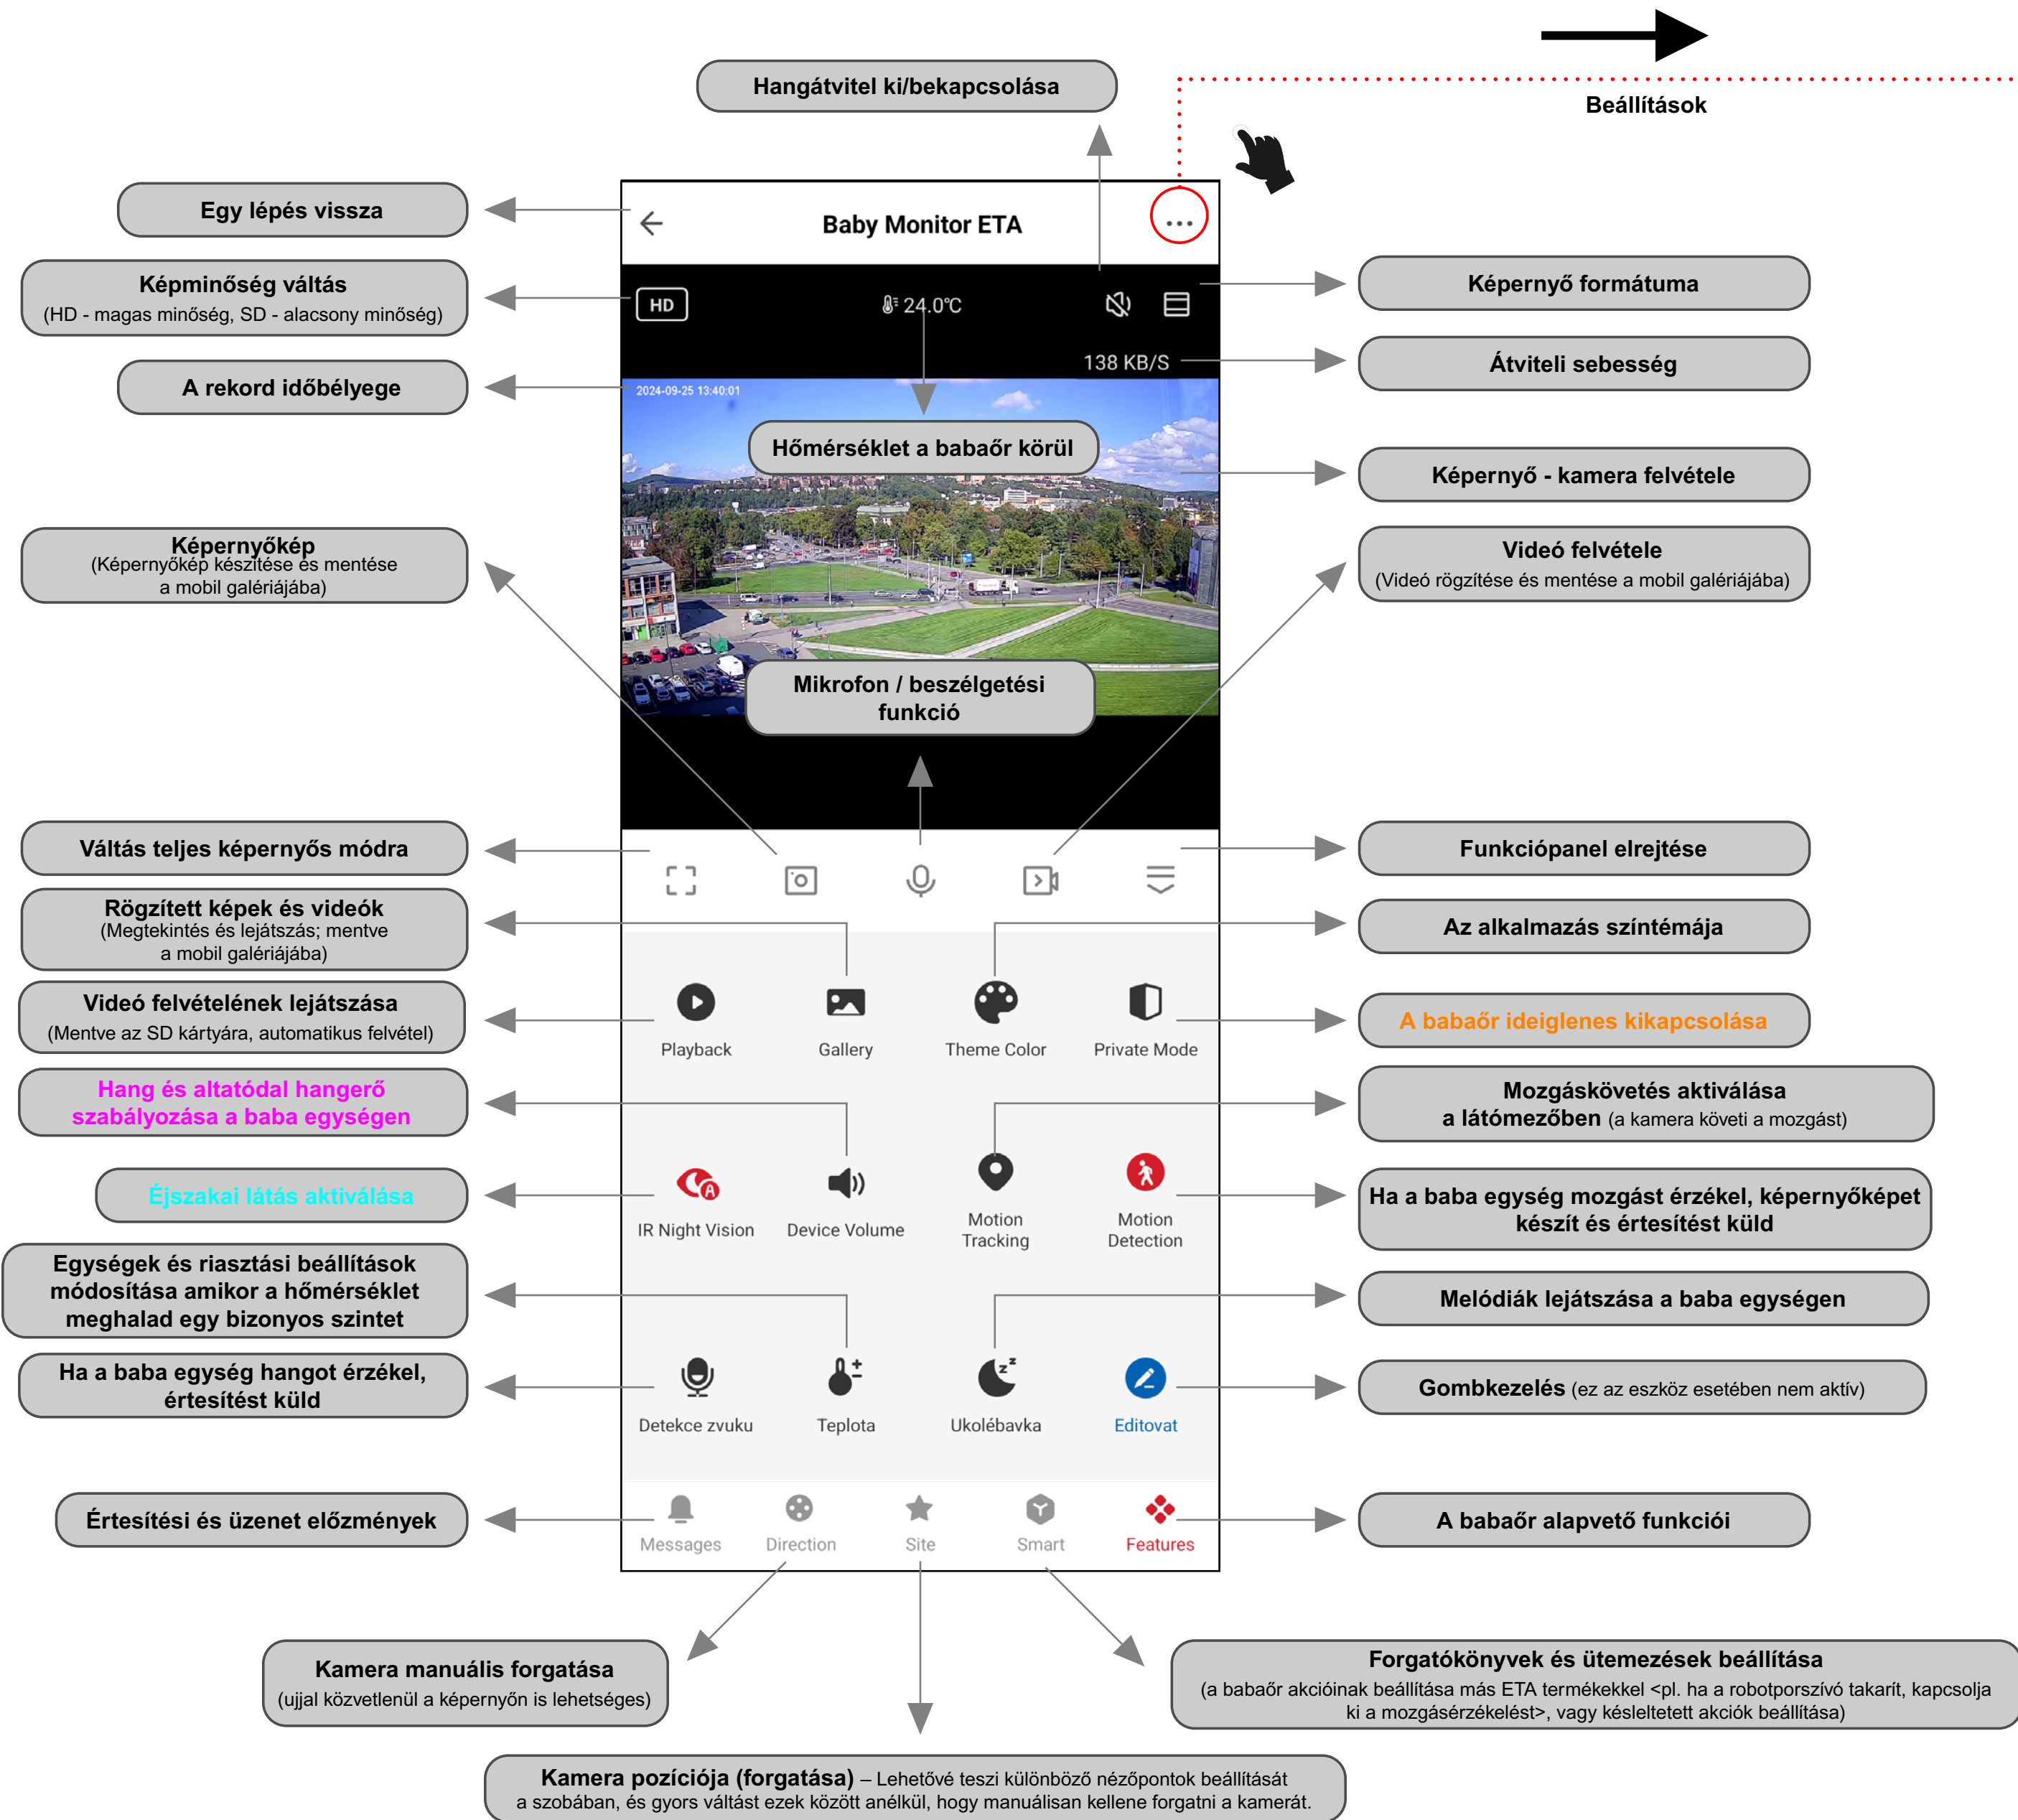 Beállítások
Hangátvitel ki/bekapcsolása
Egy lépés vissza
Baby Monitor ETA
Képminőség váltás
(HD - magas minőség, SD - alacsony minőség)
HD
24.0°C
Képernyő formátuma
138 KB/S
Átviteli sebesség
A rekord időbélyege
2024-09-25 13:40:01
Hőmérséklet a babaőr körül
Képernyő - kamera felvétele
Képernyőkép
(Képernyőkép készítése és mentése
a mobil galériájába)
Videó felvétele
(Videó rögzítése és mentése a mobil galériájába)
Mikrofon / beszélgetési
funkció
Váltás teljes képernyős módra
Funkciópanel elrejtése
Rögzített képek és videók
(Megtekintés és lejátszás; mentve
a mobil galériájába)
Az alkalmazás színtémája
Videó felvételének lejátszása
(Mentve az SD kártyára, automatikus felvétel)
A babaőr ideiglenes kikapcsolása
Playback
Gallery
Theme Color
Private Mode
Hang és altatódal hangerő
szabályozása a baba egységen
Mozgáskövetés aktiválása
a látómezőben (a kamera követi a mozgást)
Éjszakai látás aktiválása
Ha a baba egység mozgást érzékel, képernyőképet
készít és értesítést küld
IR Night Vision
Device Volume
Motion
Tracking
Motion
Detection
Egységek és riasztási beállítások
módosítása amikor a hőmérséklet
meghalad egy bizonyos szintet
Melódiák lejátszása a baba egységen
Ha a baba egység hangot érzékel,
értesítést küld
Gombkezelés (ez az eszköz esetében nem aktív)
Detekce zvuku
Teplota
Ukolébavka
Editovat
Értesítési és üzenet előzmények
A babaőr alapvető funkciói
Messages
Direction
Site
Smart
Features
Kamera manuális forgatása
(ujjal közvetlenül a képernyőn is lehetséges)
Forgatókönyvek és ütemezések beállítása
(a babaőr akcióinak beállítása más ETA termékekkel <pl. ha a robotporszívó takarít, kapcsolja
ki a mozgásérzékelést>, vagy késleltetett akciók beállítása)
Kamera pozíciója (forgatása) – Lehetővé teszi különböző nézőpontok beállítását
a szobában, és gyors váltást ezek között anélkül, hogy manuálisan kellene forgatni a kamerát.